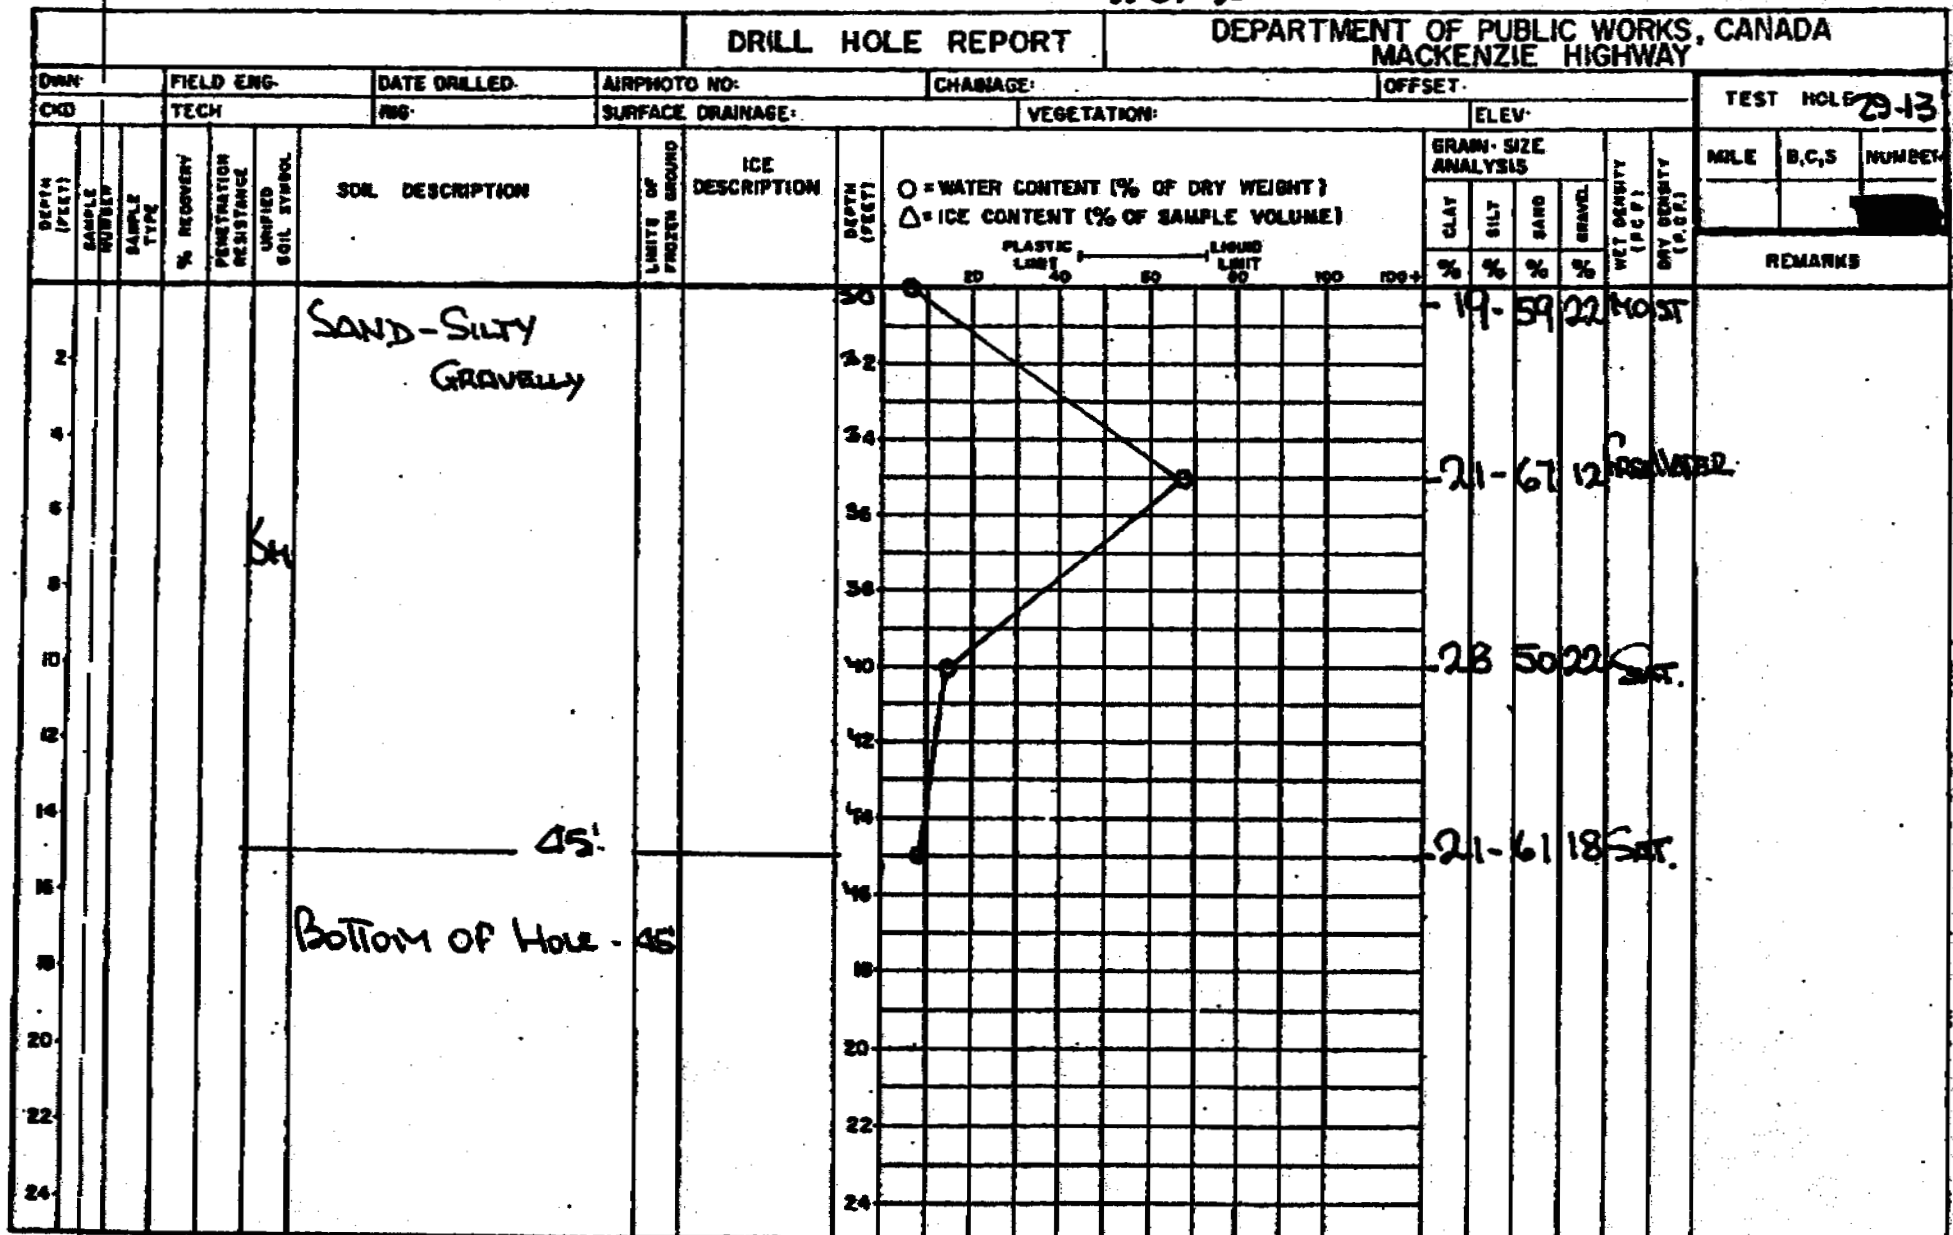 DRILL HOLE REPORT
DEPARTMENT OF PUBLIC WORKS, CANADA
MACKENZIE HIGHWAY
DWN·
FIELD ENG·
DATE DRILLED·
AIRPHOTO NO:
CHAINAGE:
OFFSET·
TEST HOLE 29-13
CKD
TECH
RIG·
SURFACE DRAINAGE:
VEGETATION:
ELEV·
MILE B,C,S NUMBER
DEPTH (FEET)
SAMPLE NUMBER
SAMPLE TYPE
% RECOVERY
PENETRATION RESISTANCE
UNIFIED SOIL SYMBOL
SOIL DESCRIPTION
LIMITS OF FROZEN GROUND
ICE DESCRIPTION
DEPTH (FEET)
O = WATER CONTENT (% OF DRY WEIGHT)
△ = ICE CONTENT (% OF SAMPLE VOLUME)
PLASTIC LIMIT
LIQUID LIMIT
20 40 60 80 100 100+
GRAIN-SIZE ANALYSIS
CLAY SILT SAND GRAVEL
% % % %
WET DENSITY (P.C.F.)
DRY DENSITY (P.C.F.)
REMARKS
SAND-SILTY
GRAVELLY
30
-19- 59 22 MOIST
2 32
4 34
-21- 67 12
6 36
SM
8 38
10 40
-28 50 22 SAT.
12 42
14 44
45'
-21- 61 18 SAT.
16 46
BOTTOM OF HOLE - 45'
18 18
20 20
22 22
24 24